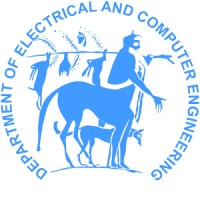 DEPARTMENT OF ELECTRICAL AND COMPUTER ENGINEERING